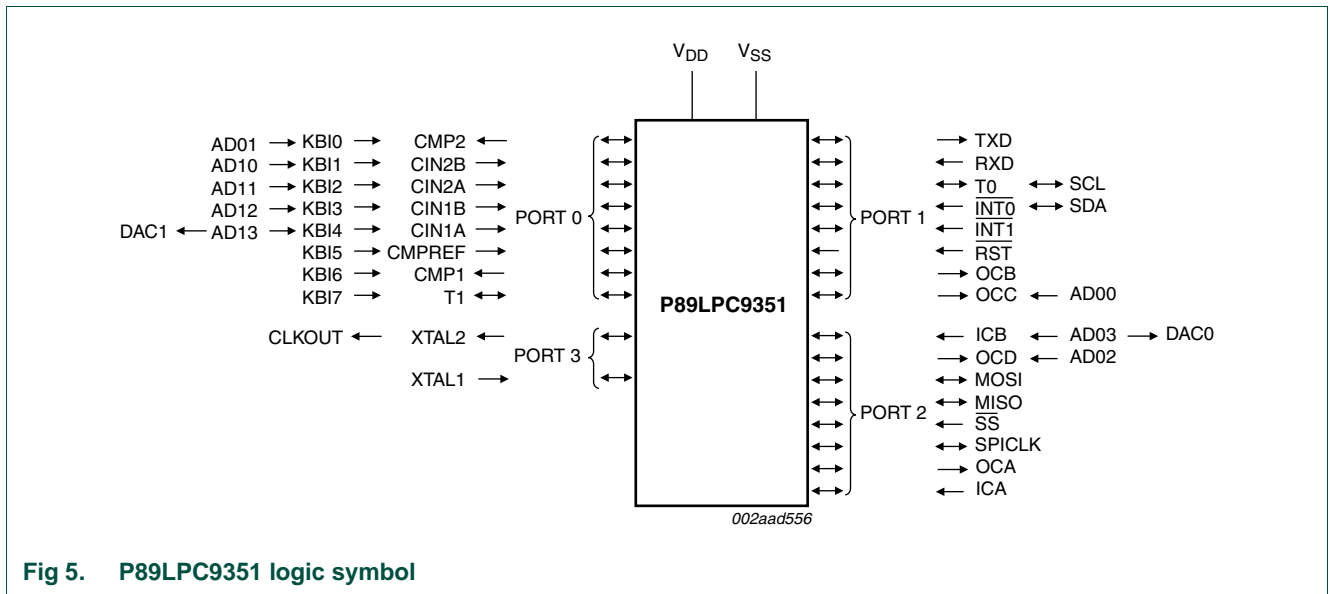 VDD VSS
AD01 KBI0 CMP2 TXD
AD10 KBI1 CIN2B RXD
AD11 KBI2 CIN2A T0 SCL
AD12 KBI3 CIN1B PORT 0 PORT 1 INT0 SDA
DAC1 AD13 KBI4 CIN1A INT1
KBI5 CMPREF RST
KBI6 CMP1 OCB
KBI7 T1 OCC AD00
P89LPC9351
CLKOUT XTAL2 PORT 3 ICB AD03 DAC0
OCD AD02
XTAL1 MOSI
MISO
PORT 2 SS
SPICLK
OCA
ICA
002aad556
Fig 5. P89LPC9351 logic symbol